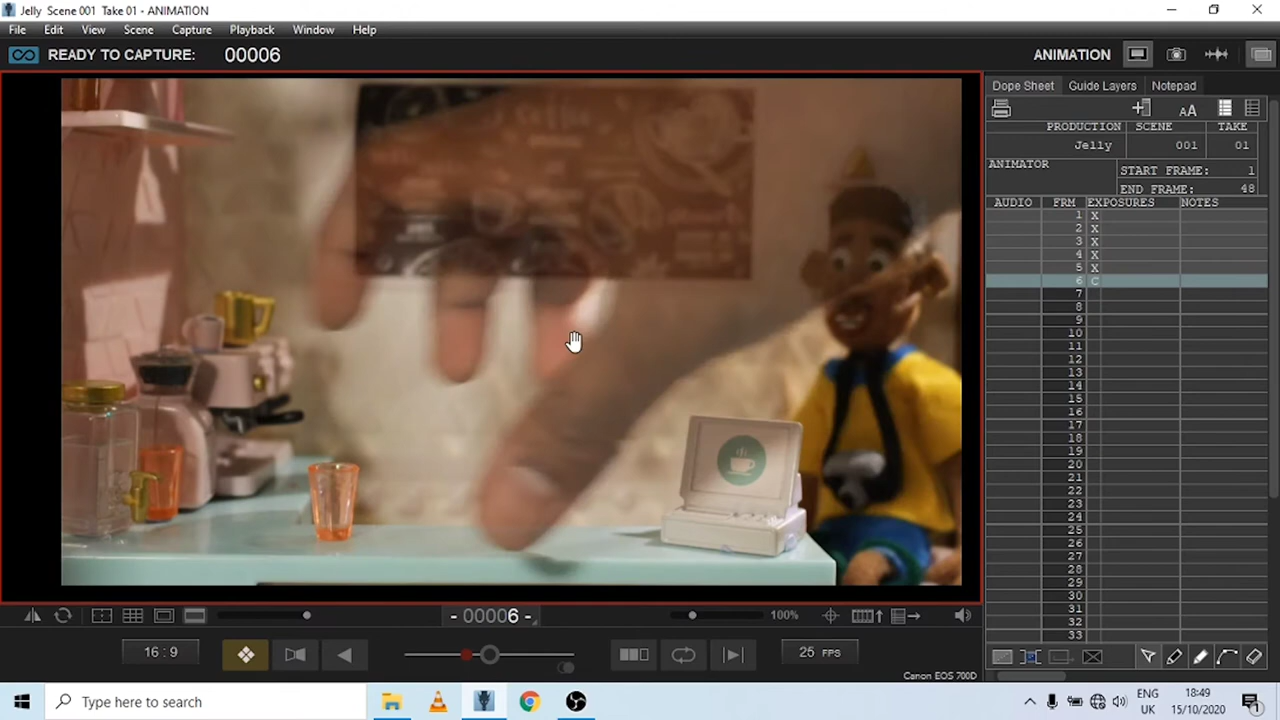 Jelly Scene 001 Take 01 - ANIMATION
File Edit View Scene Capture Playback Window Help
READY TO CAPTURE: 00006 ANIMATION
Dope Sheet Guide Layers Notepad
AA
PRODUCTION SCENE TAKE
Jelly 001 01
ANIMATOR
START FRAME: 1
END FRAME: 48
AUDIO FRM EXPOSURES NOTES
1 X
2 X
3 X
4 X
5 X
6 C
7
8
9
10
11
12
13
14
15
16
17
18
19
20
21
22
23
24
25
26
27
28
29
30
31
32
33
- 00006 - 100%
16 : 9 25 FPS
Canon EOS 700D
Type here to search
ENG 18:49
UK 15/10/2020 1